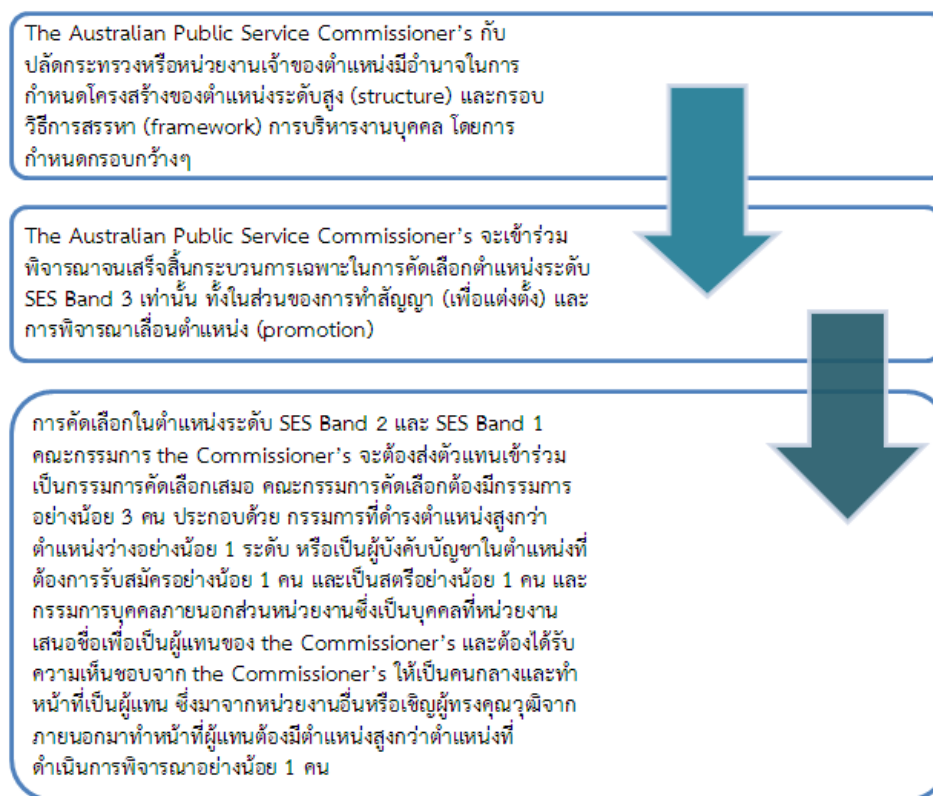 The Australian Public Service Commissioner’s กับ
ปลัดกระทรวงหรือหน่วยงานเจ้าของตำแหน่งมีอำนาจในการ
กำหนดโครงสร้างของตำแหน่งระดับสูง (structure) และกรอบ
วิธีการสรรหา (framework) การบริหารงานบุคคล โดยการ
กำหนดกรอบกว้างๆ
The Australian Public Service Commissioner’s จะเข้าร่วม
พิจารณาจนเสร็จสิ้นกระบวนการเฉพาะในการคัดเลือกตำแหน่งระดับ
SES Band 3 เท่านั้น ทั้งในส่วนของการทำสัญญา (เพื่อแต่งตั้ง) และ
การพิจารณาเลื่อนตำแหน่ง (promotion)
การคัดเลือกในตำแหน่งระดับ SES Band 2 และ SES Band 1
คณะกรรมการ the Commissioner’s จะต้องส่งตัวแทนเข้าร่วม
เป็นกรรมการคัดเลือกเสมอ คณะกรรมการคัดเลือกต้องมีกรรมการ
อย่างน้อย 3 คน ประกอบด้วย กรรมการที่ดำรงตำแหน่งสูงกว่า
ตำแหน่งว่างอย่างน้อย 1 ระดับ หรือเป็นผู้บังคับบัญชาในตำแหน่งที่
ต้องการรับสมัครอย่างน้อย 1 คน และเป็นสตรีอย่างน้อย 1 คน และ
กรรมการบุคคลภายนอกส่วนหน่วยงานซึ่งเป็นบุคคลที่หน่วยงาน
เสนอชื่อเพื่อเป็นผู้แทนของ the Commissioner’s และต้องได้รับ
ความเห็นชอบจาก the Commissioner’s ให้เป็นคนกลางและทำ
หน้าที่เป็นผู้แทน ซึ่งมาจากหน่วยงานอื่นหรือเชิญผู้ทรงคุณวุฒิจาก
ภายนอกมาทำหน้าที่ผู้แทนต้องมีตำแหน่งสูงกว่าตำแหน่งที่
ดำเนินการพิจารณาอย่างน้อย 1 คน